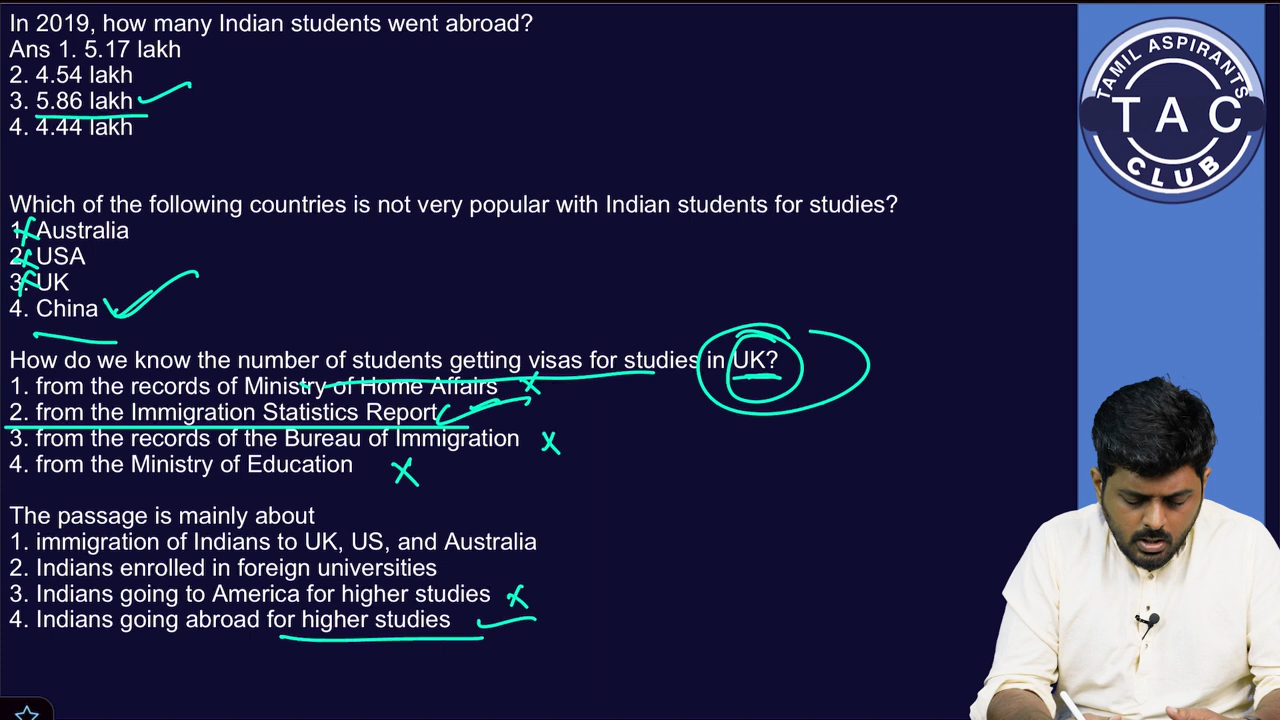 In 2019, how many Indian students went abroad?
Ans 1. 5.17 lakh
2. 4.54 lakh
3. 5.86 lakh
4. 4.44 lakh
Which of the following countries is not very popular with Indian students for studies?
1. Australia
2. USA
3. UK
4. China
How do we know the number of students getting visas for studies in UK?
1. from the records of Ministry of Home Affairs
2. from the Immigration Statistics Report
3. from the records of the Bureau of Immigration
4. from the Ministry of Education
The passage is mainly about
1. immigration of Indians to UK, US, and Australia
2. Indians enrolled in foreign universities
3. Indians going to America for higher studies
4. Indians going abroad for higher studies
TAMIL ASPIRANTS
TAC
CLUB